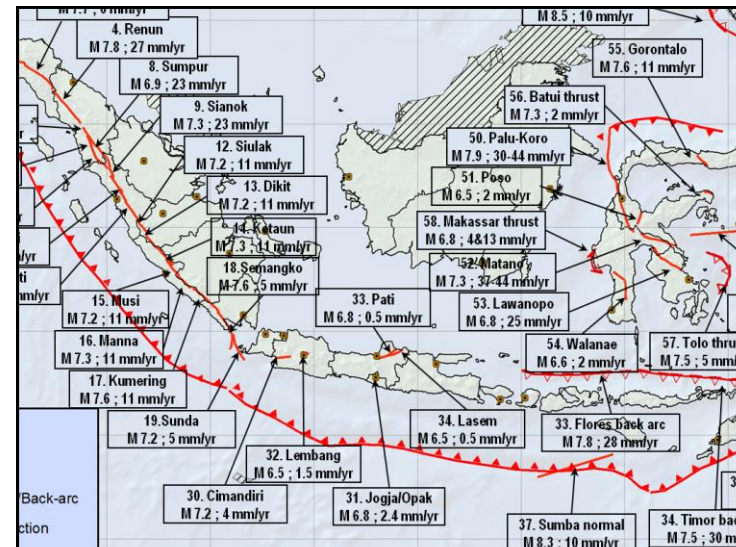 M 7.7 ; 6 mm/yr
4. Renun
M 7.8 ; 27 mm/yr
8. Sumpur
M 6.9 ; 23 mm/yr
9. Sianok
M 7.3 ; 23 mm/yr
12. Siulak
M 7.2 ; 11 mm/yr
13. Dikit
M 7.2 ; 11 mm/yr
14. Ketaun
M 7.3 ; 11 mm/yr
18. Semangko
M 7.6 ; 5 mm/yr
15. Musi
M 7.2 ; 11 mm/yr
16. Manna
M 7.3 ; 11 mm/yr
17. Kumering
M 7.6 ; 11 mm/yr
19.Sunda
M 7.2 ; 5 mm/yr
32. Lembang
M 6.5 ; 1.5 mm/yr
30. Cimandiri
M 7.2 ; 4 mm/yr
31. Jogja/Opak
M 6.8 ; 2.4 mm/yr
33. Pati
M 6.8 ; 0.5 mm/yr
34. Lasem
M 6.5 ; 0.5 mm/yr
M 8.5 ; 10 mm/yr
55. Gorontalo
M 7.6 ; 11 mm/yr
56. Batui thrust
M 7.3 ; 2 mm/yr
50. Palu-Koro
M 7.9 ; 30-44 mm/yr
51. Poso
M 6.5 ; 2 mm/yr
58. Makassar thrust
M 6.8 ; 4&13 mm/yr
52. Matano
M 7.3 ; 37-44 mm/yr
53. Lawanopo
M 6.8 ; 25 mm/yr
54. Walanae
M 6.6 ; 2 mm/yr
57. Tolo thru
M 7.5 ; 5 mm/
33. Flores back arc
M 7.8 ; 28 mm/yr
37. Sumba normal
M 8.3 ; 10 mm/yr
34. Timor bac
M 7.5 ; 30 m
/Back-arc
ction